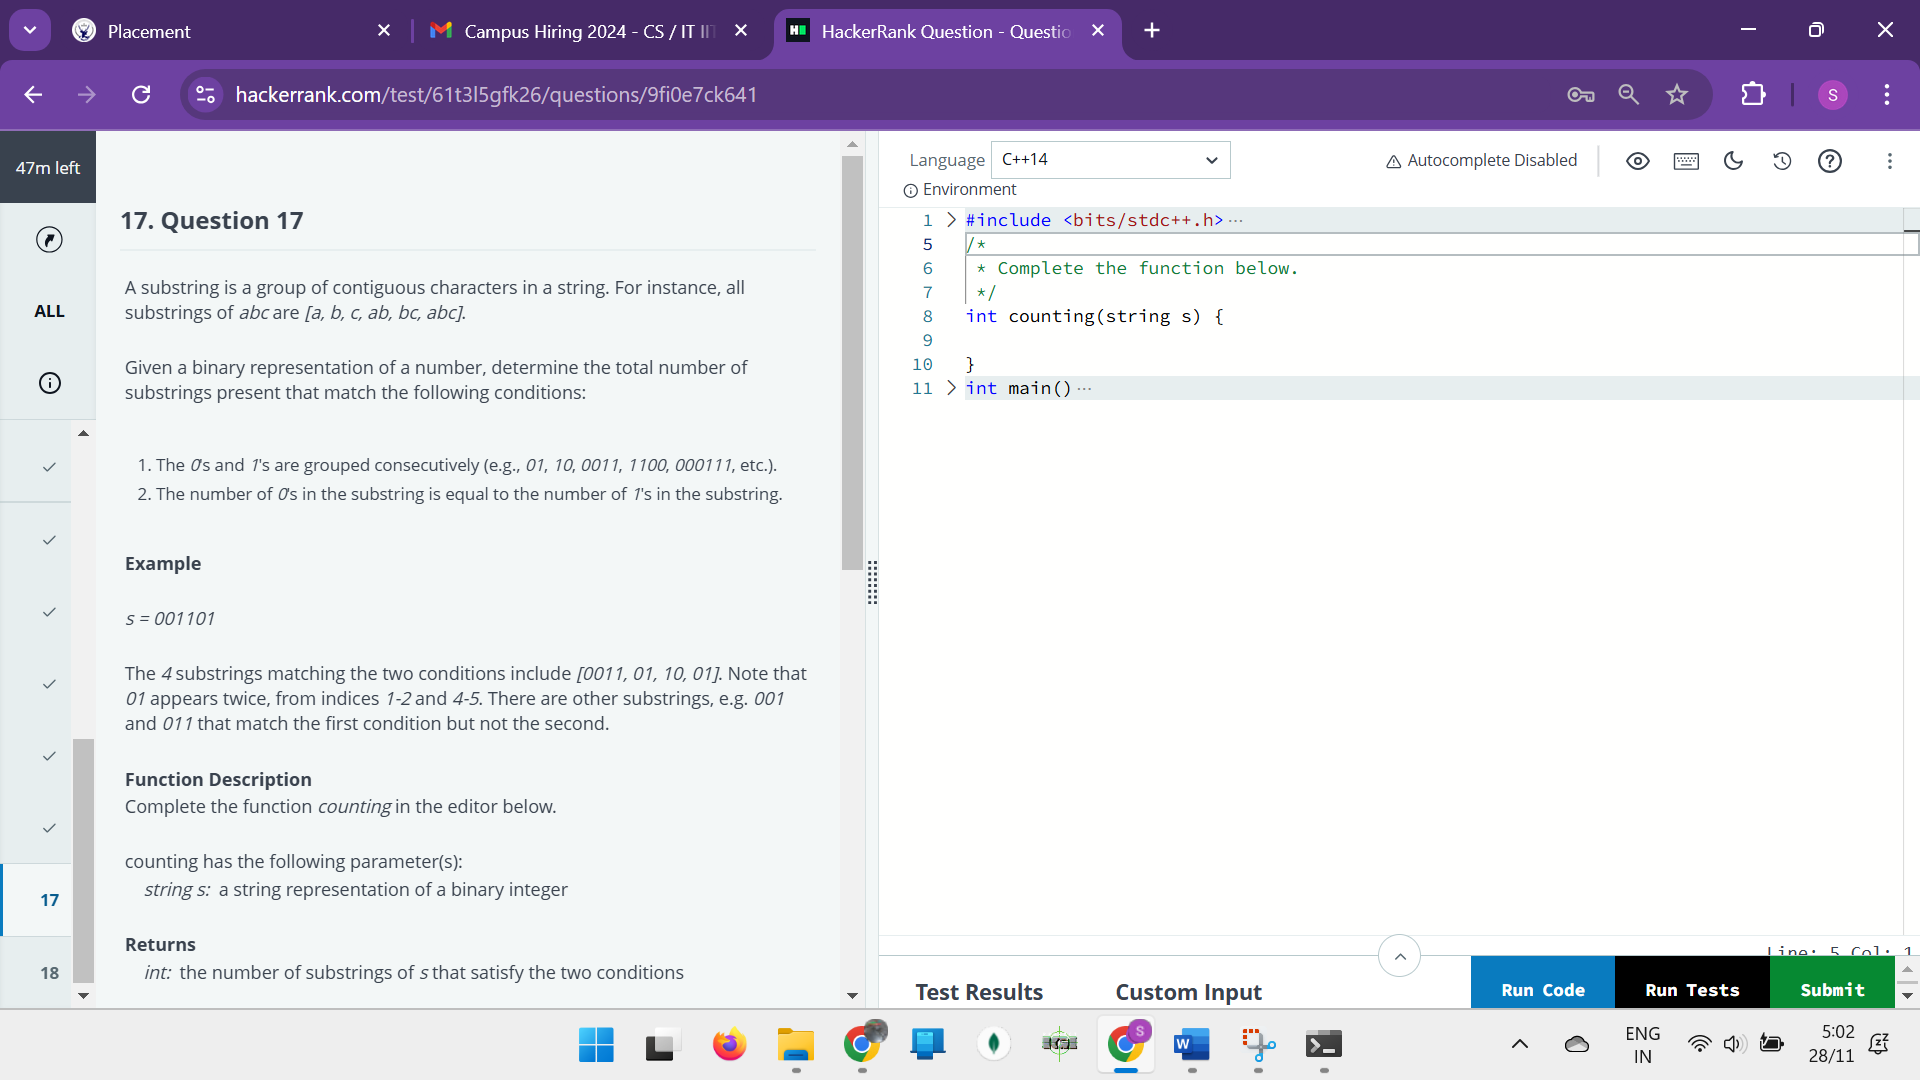 Placement
Campus Hiring 2024 - CS / IT II
HackerRank Question - Questio
hackerrank.com/test/61t3l5gfk26/questions/9fi0e7ck641
S
47m left
ALL
17
18
17. Question 17
A substring is a group of contiguous characters in a string. For instance, all
substrings of abc are [a, b, c, ab, bc, abc].
Given a binary representation of a number, determine the total number of
substrings present that match the following conditions:
1. The 0's and 1's are grouped consecutively (e.g., 01, 10, 0011, 1100, 000111, etc.).
2. The number of 0's in the substring is equal to the number of 1's in the substring.
Example
s = 001101
The 4 substrings matching the two conditions include [0011, 01, 10, 01]. Note that
01 appears twice, from indices 1-2 and 4-5. There are other substrings, e.g. 001
and 011 that match the first condition but not the second.
Function Description
Complete the function counting in the editor below.
counting has the following parameter(s):
string s: a string representation of a binary integer
Returns
int: the number of substrings of s that satisfy the two conditions
Language C++14
Autocomplete Disabled
Environment
1 #include <bits/stdc++.h> ...
5 /*
6 * Complete the function below.
7 */
8 int counting(string s) {
9
10 }
11 int main() ...
Line: 5 Col: 1
Test Results
Custom Input
Run Code
Run Tests
Submit
S
W
ENG
IN
5:02
28/11